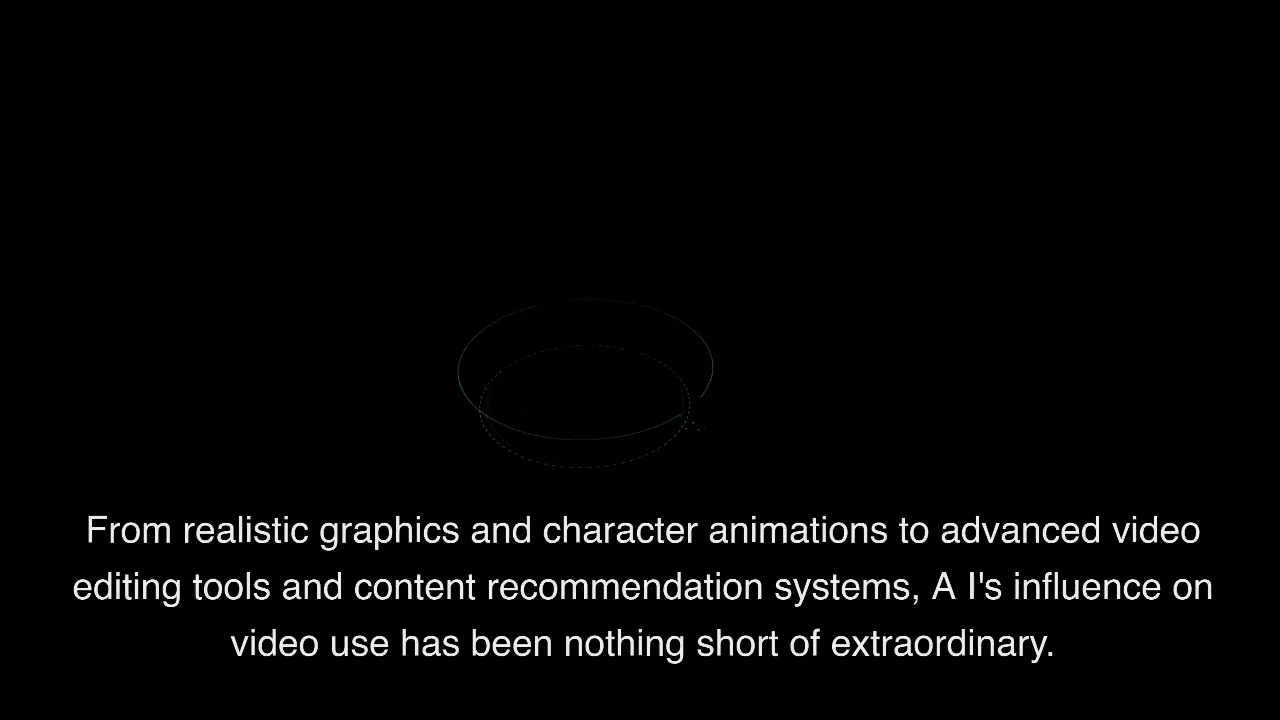 From realistic graphics and character animations to advanced video
editing tools and content recommendation systems, A I's influence on
video use has been nothing short of extraordinary.